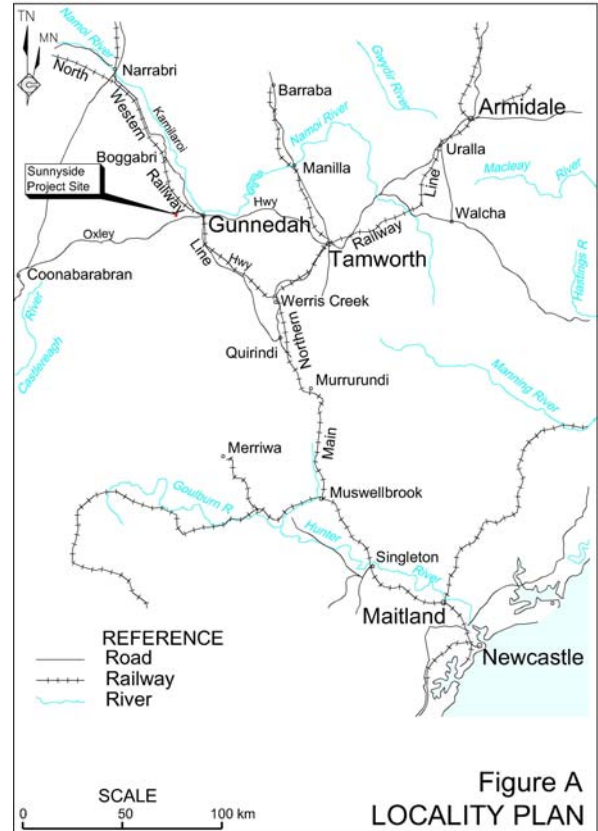 TN
MN
Namoi River
North
Western
Railway
Line
Narrabri
Kamilaroi
Boggabri
Sunnyside
Project Site
Barraba
Gwydir River
Namoi River
Manilla
Armidale
Uralla
Macleay River
Line
Walcha
Railway
Hwy
Gunnedah
Tamworth
Oxley
Hwy
Coonabarabran
Hastings R
River
Castlereagh
Werris Creek
Quirindi
Northern
Murrurundi
Manning River
Main
Merriwa
Muswellbrook
Goulburn R
Hunter
River
Singleton
Maitland
Newcastle
REFERENCE
Road
Railway
River
SCALE
0 50 100 km
Figure A
LOCALITY PLAN